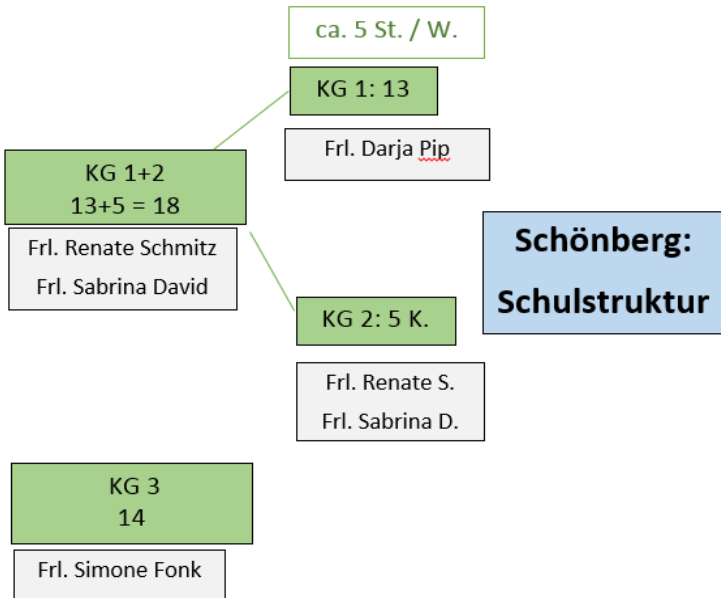 ca. 5 St. / W.
KG 1: 13
Frl. Darja Pip
KG 1+2
13+5 = 18
Frl. Renate Schmitz
Frl. Sabrina David
Schönberg:
Schulstruktur
KG 2: 5 K.
Frl. Renate S.
Frl. Sabrina D.
KG 3
14
Frl. Simone Fonk